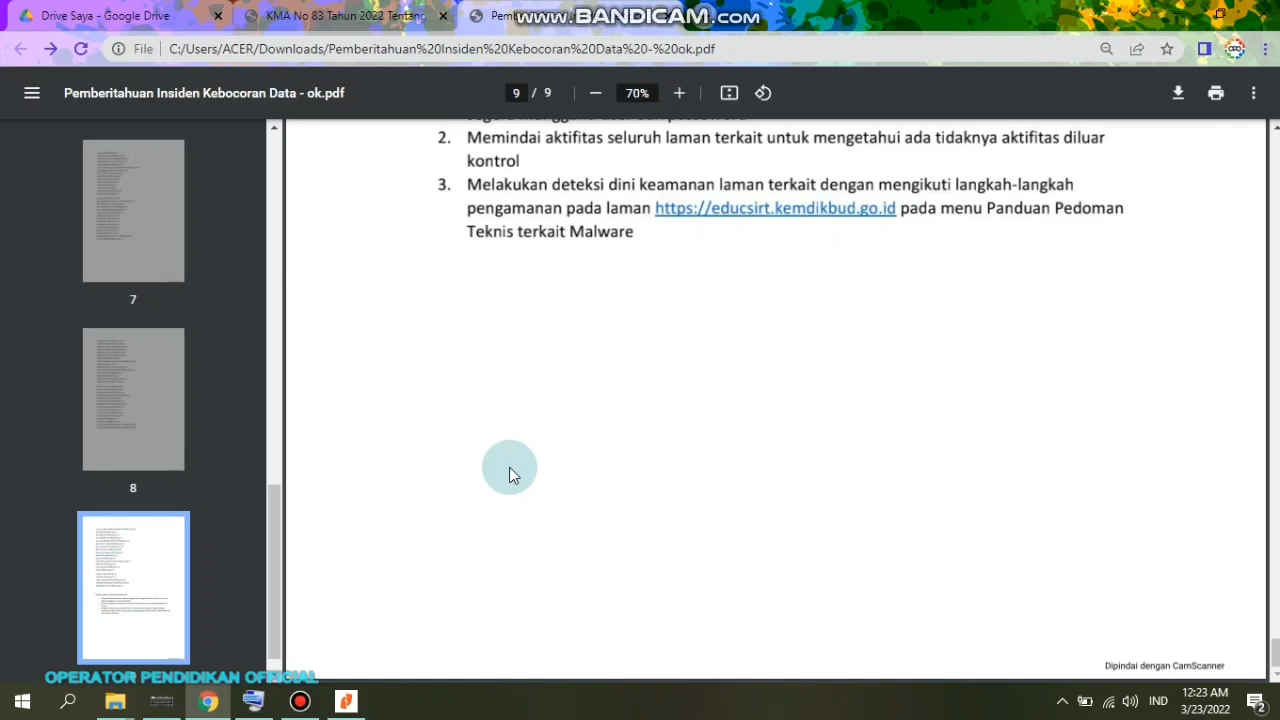 Drive Saya - Google Drive
KMA No 83 Tahun 2022 Tentang
www.BANDICAM.com
File
C:/Users/ACER/Downloads/Pemberitahuan%20Insiden%20Kebocoran%20Data%20-%20ok.pdf
Pemberitahuan Insiden Kebocoran Data - ok.pdf
9 / 9
70%
2. Memindai aktifitas seluruh laman terkait untuk mengetahui ada tidaknya aktifitas diluar
kontrol
3. Melakukan deteksi dini keamanan laman terkait dengan mengikuti langkah-langkah
pengamanan pada laman https://educsirt.kemdikbud.go.id pada menu Panduan Pedoman
Teknis terkait Malware
7
8
Dipindai dengan CamScanner
OPERATOR PENDIDIKAN OFFICIAL
IND
12:23 AM
3/23/2022
2